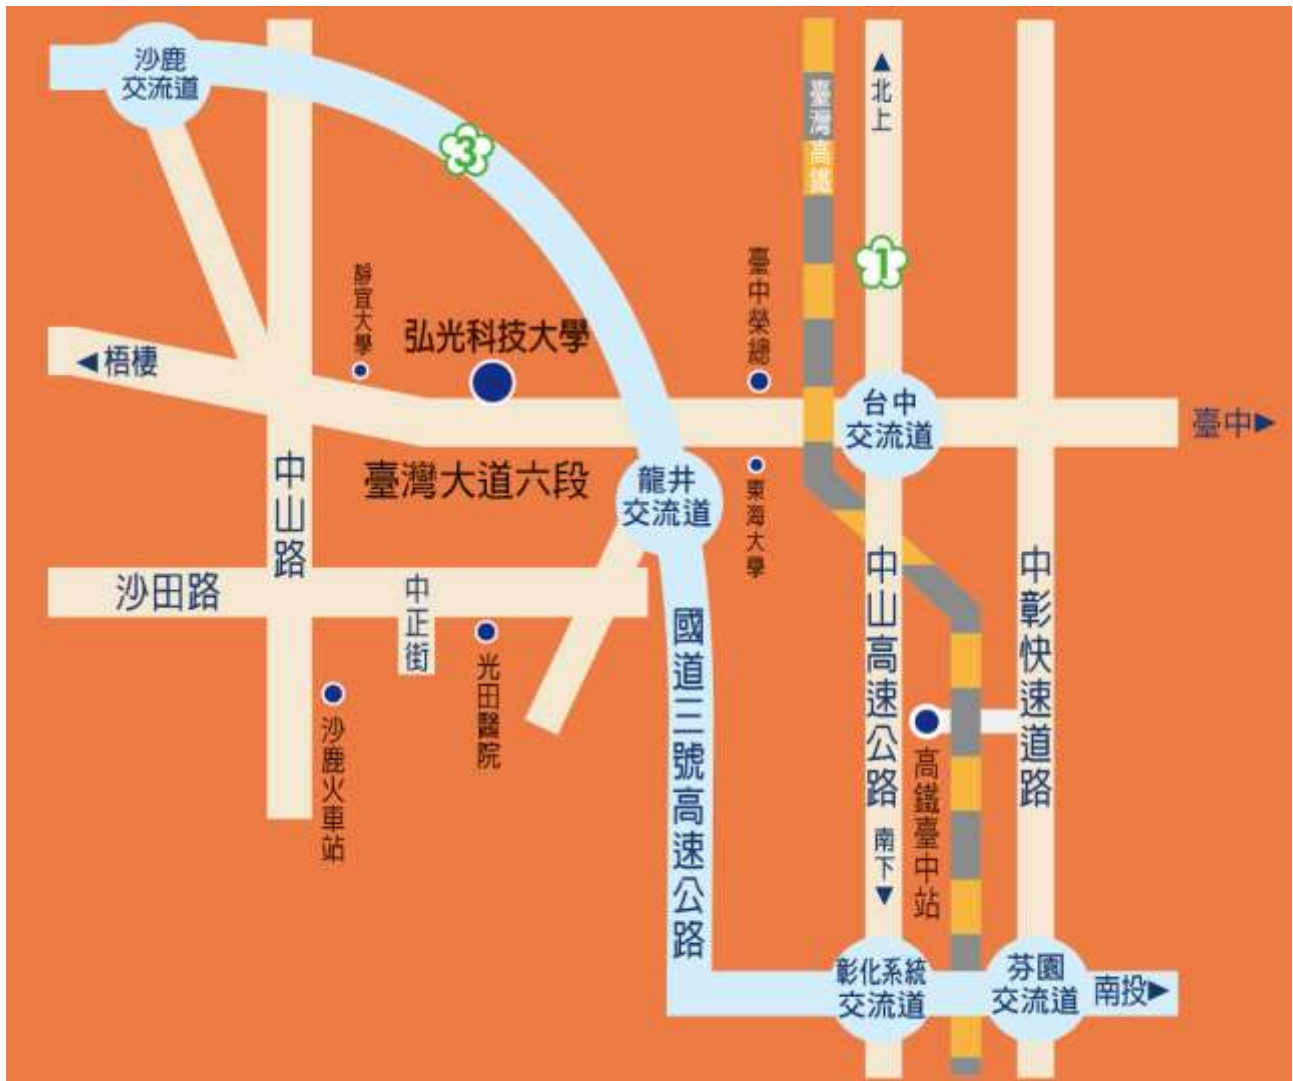 沙鹿
交流道
▲北上
臺灣高鐵
3
1
靜宜大學
弘光科技大學
臺中榮總
◀梧棲
台中
交流道
臺中▶
中山路
臺灣大道六段
龍井
交流道
東海大學
沙田路
中正街
中山高速公路
中彰快速道路
國道三號高速公路
光田醫院
沙鹿火車站
高鐵臺中站
南下▼
彰化系統
交流道
芬園
交流道
南投▶